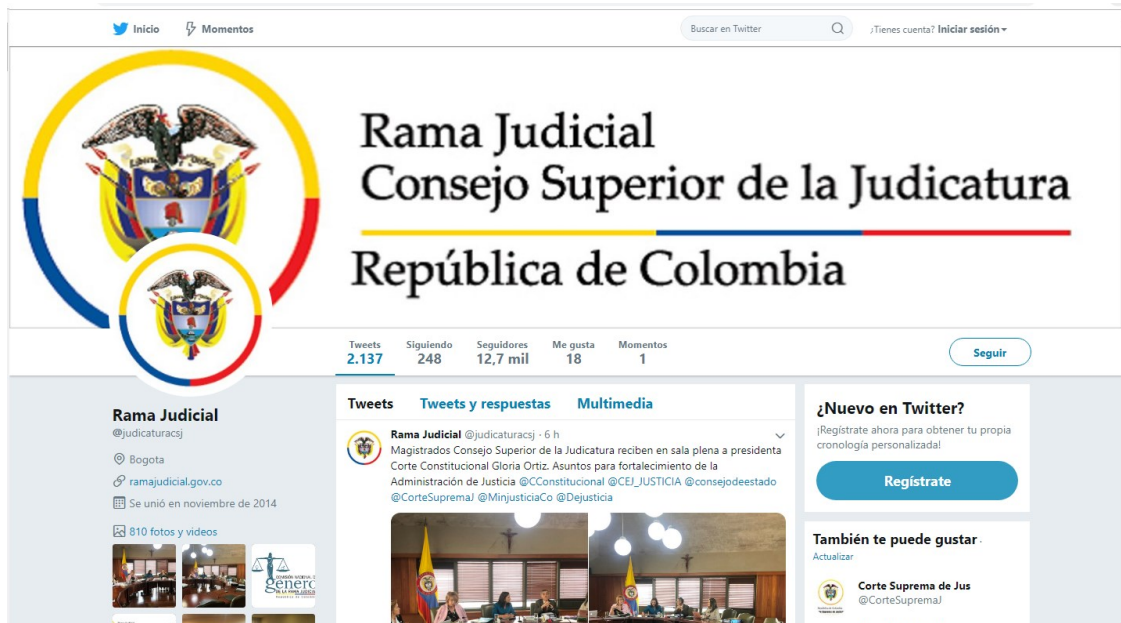 Inicio
Momentos
Buscar en Twitter
¿Tienes cuenta? Iniciar sesión
Rama Judicial
Consejo Superior de la Judicatura
República de Colombia
Tweets Siguiendo Seguidores Me gusta Momentos
2.137 248 12,7 mil 18 1
Seguir
Rama Judicial
@judicaturacsj
Bogota
ramajudicial.gov.co
Se unió en noviembre de 2014
810 fotos y videos
género
Tweets Tweets y respuestas Multimedia
Rama Judicial @judicaturacsj · 6 h
Magistrados Consejo Superior de la Judicatura reciben en sala plena a presidenta
Corte Constitucional Gloria Ortiz. Asuntos para fortalecimiento de la
Administración de Justicia @CConstitucional @CEJ_JUSTICIA @consejodeestado
@CorteSupremaJ @MinjusticiaCo @Dejusticia
¿Nuevo en Twitter?
¡Regístrate ahora para obtener tu propia
cronología personalizada!
Regístrate
También te puede gustar ·
Actualizar
Corte Suprema de Jus
@CorteSupremaJ